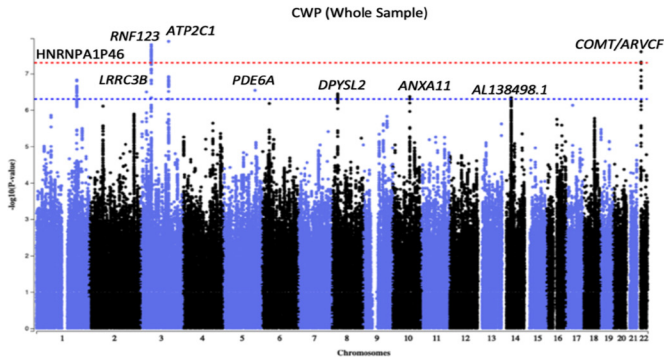 CWP (Whole Sample)
RNF123
ATP2C1
HNRNPA1P46
COMT/ARVCF
LRRC3B
PDE6A
DPYSL2
ANXA11
AL138498.1
-log10(P-value)
7
6
5
4
3
2
1
0
1 2 3 4 5 6 7 8 9 10 11 12 13 14 15 16 17 18 19 20 21 22
Chromosomes